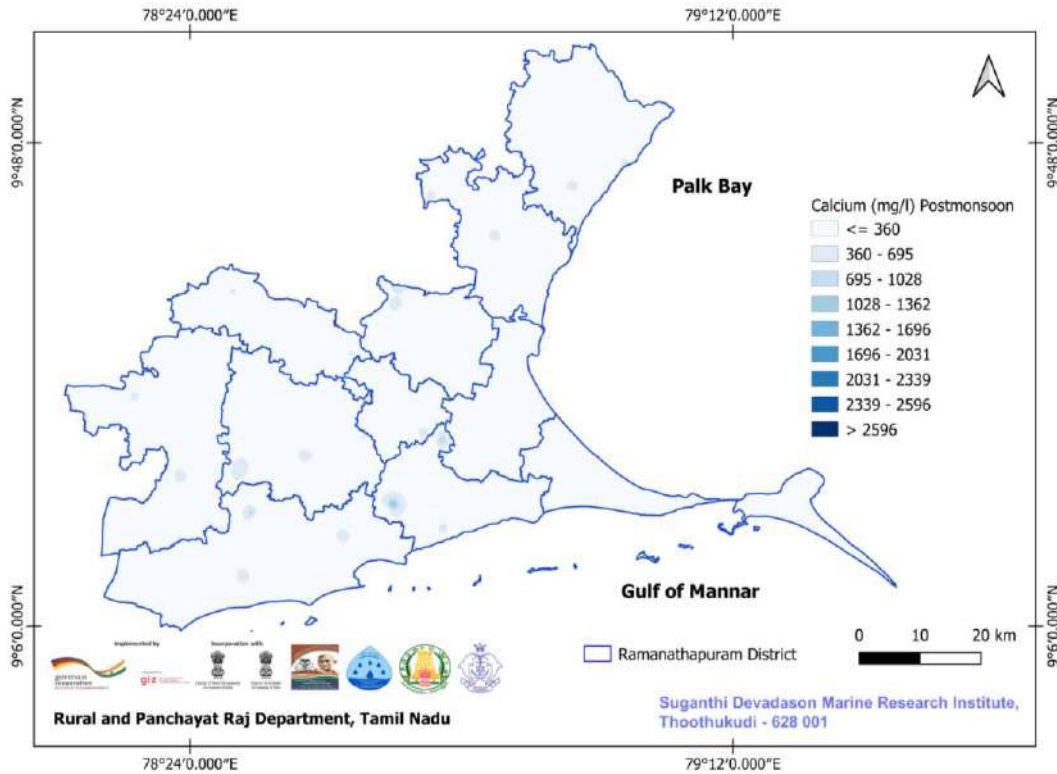 78°24'0.000"E
79°12'0.000"E
9°48'0.000"N
9°48'0.000"N
Palk Bay
Calcium (mg/l) Postmonsoon
<= 360
360 - 695
695 - 1028
1028 - 1362
1362 - 1696
1696 - 2031
2031 - 2339
2339 - 2596
> 2596
Gulf of Mannar
9°6'0.000"N
9°6'0.000"N
Implemented by
Incorporation with
german
cooperation
giz
Ramanathapuram District
0 10 20 km
Rural and Panchayat Raj Department, Tamil Nadu
Suganthi Devadason Marine Research Institute,
Thoothukudi - 628 001
78°24'0.000"E
79°12'0.000"E